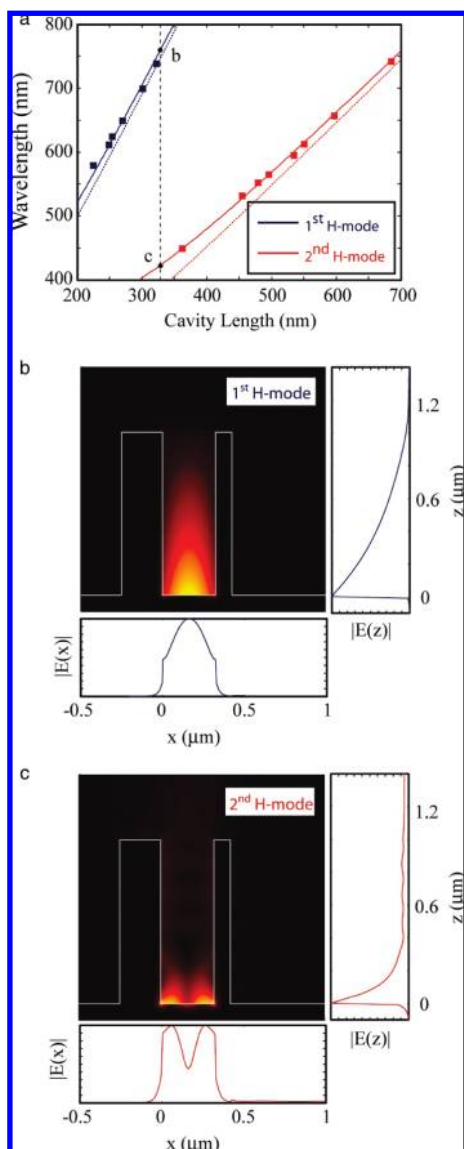 a
800
700
600
500
400
Wavelength (nm)
b
c
1st H-mode
2nd H-mode
200 300 400 500 600 700
Cavity Length (nm)
b
1st H-mode
1.2
0.6
0
z (μm)
|E(z)|
|E(x)|
-0.5 0 0.5 1
x (μm)
c
2nd H-mode
1.2
0.6
0
z (μm)
|E(z)|
|E(x)|
-0.5 0 0.5 1
x (μm)